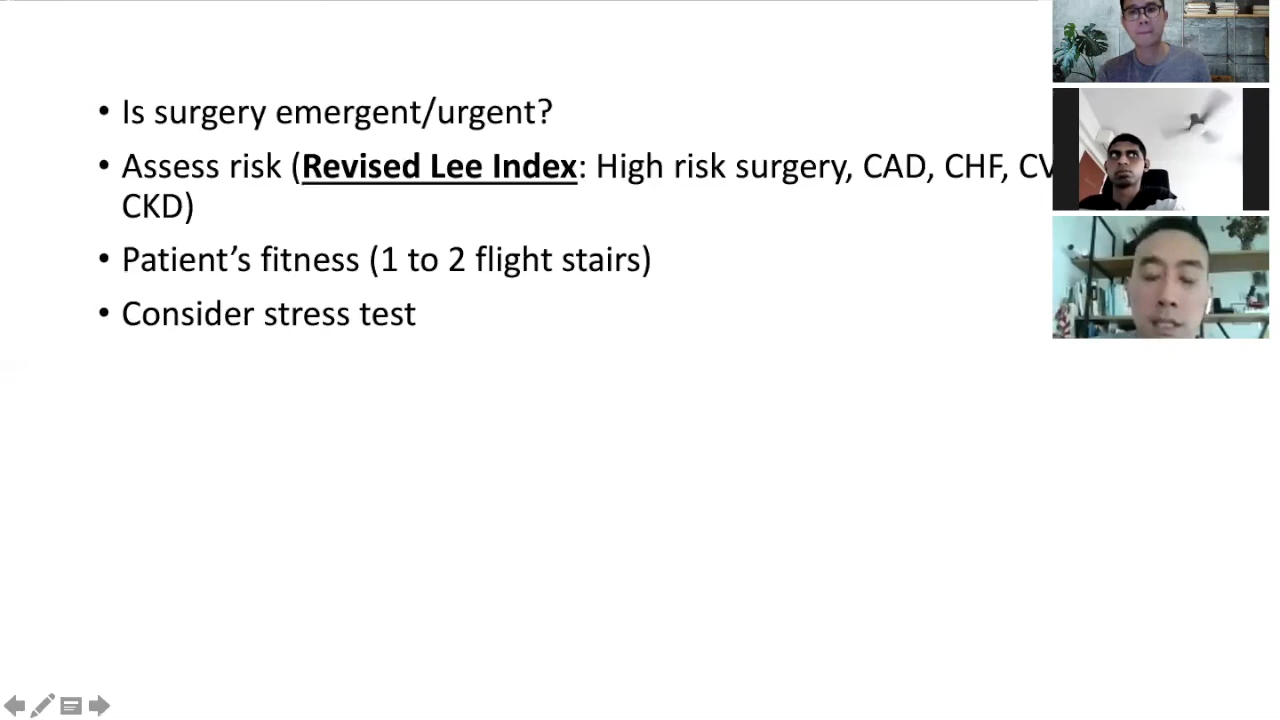 • Is surgery emergent/urgent?
• Assess risk (Revised Lee Index: High risk surgery, CAD, CHF,
CKD)
• Patient’s fitness (1 to 2 flight stairs)
• Consider stress test